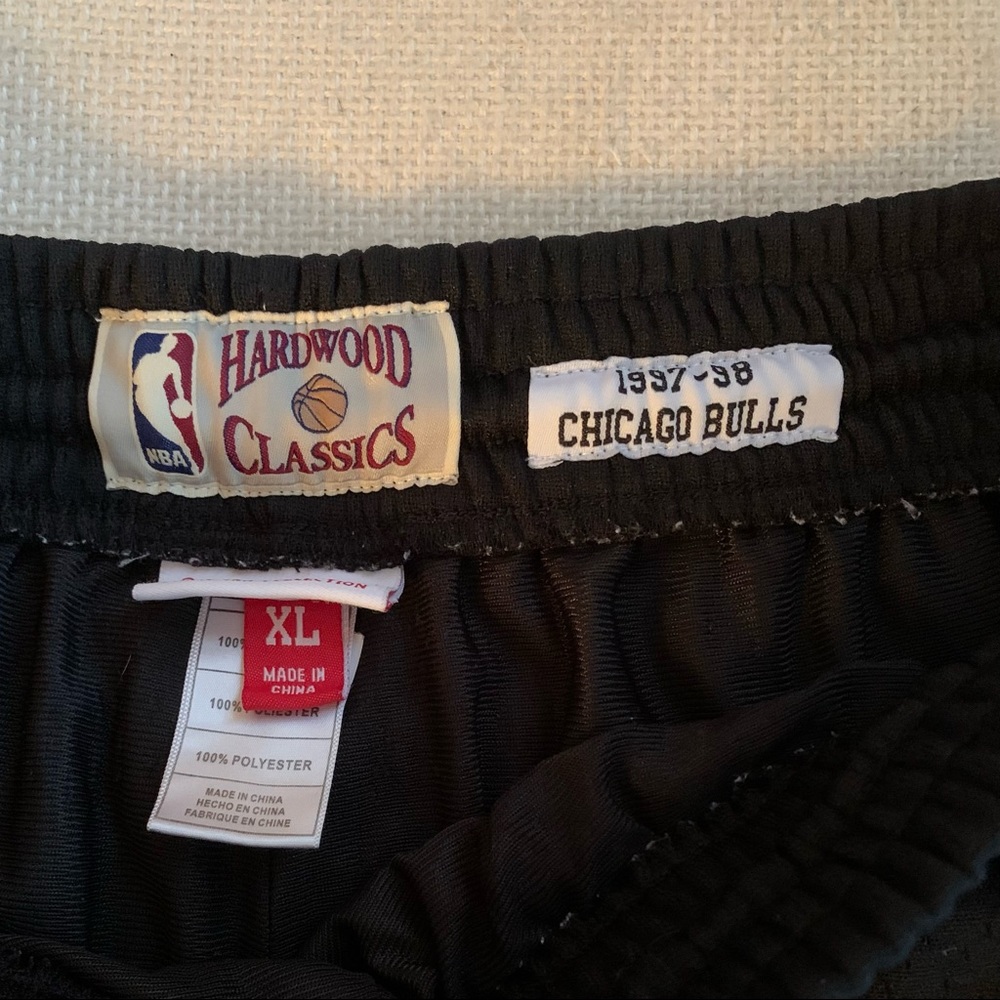 HARDWOOD
CLASSICS
NBA
1997-98
CHICAGO BULLS
XL
MADE IN
CHINA
100%
100%
100% POLYESTER
MADE IN CHINA
HECHO EN CHINA
FABRIQUE EN CHINE